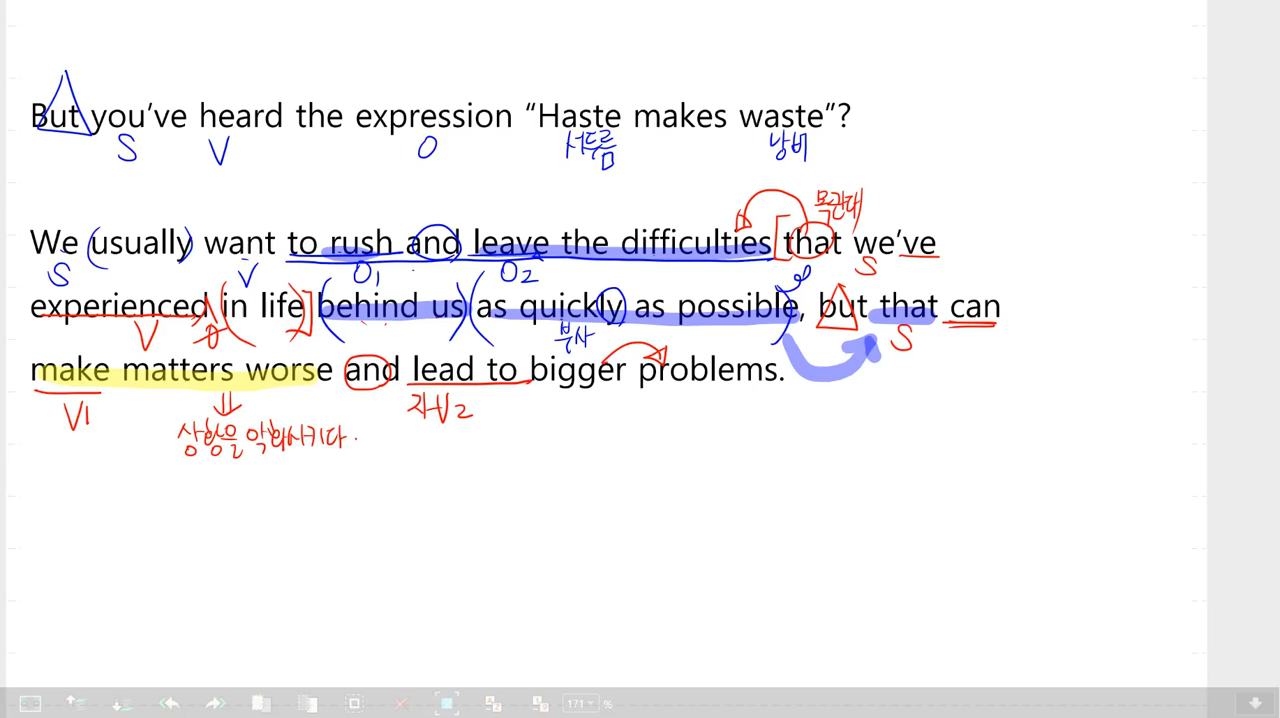 But you've heard the expression “Haste makes waste”?
S V O 서두름 낭비
목관대
We (usually) want to rush and leave the difficulties [that we've
S V O1 O2 S
experienced in life] (behind us) (as quickly as possible), but that can
V 부사 S
make matters worse and lead to bigger problems.
V1 자V2
상황을 악화시키다.
171 %